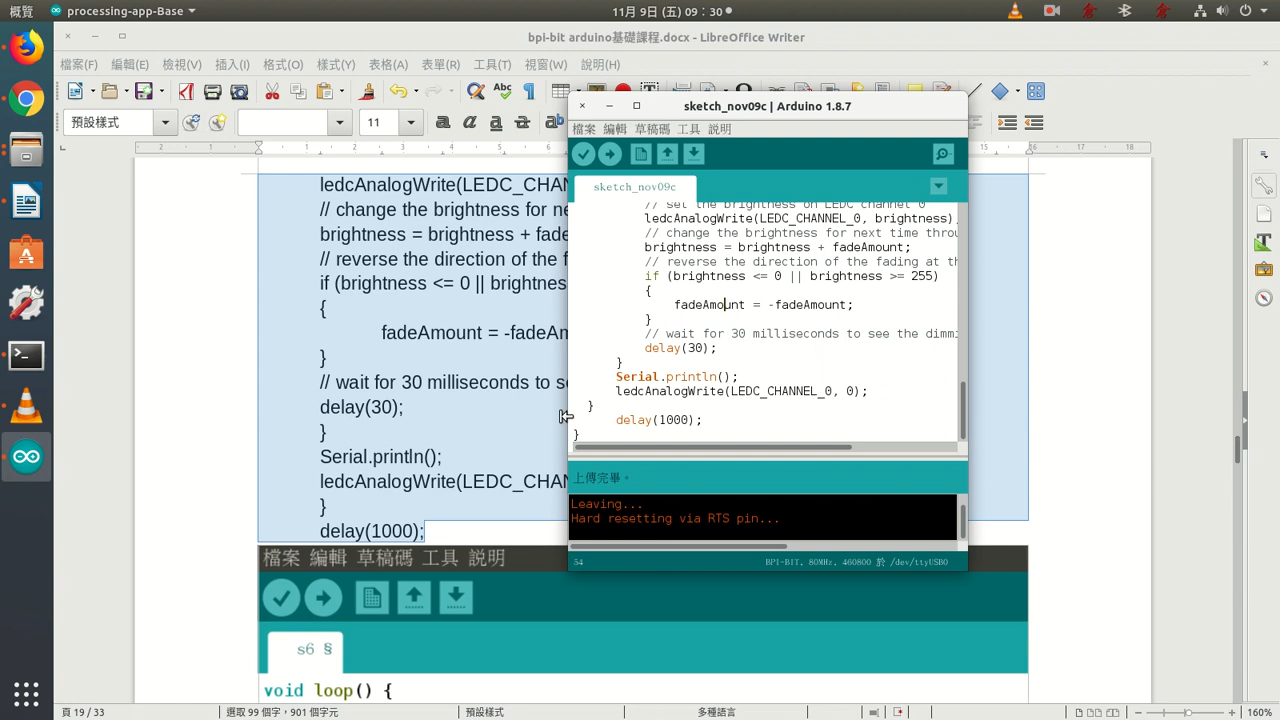 概覽 processing-app-Base 11月 9日 (五) 09：30
bpi-bit arduino基礎課程.docx - LibreOffice Writer
檔案(F) 編輯(E) 檢視(V) 插入(I) 格式(O) 樣式(Y) 表格(A) 表單(R) 工具(T) 視窗(W) 說明(H)
預設樣式 11
ledcAnalogWrite(LEDC_CHAN
// change the brightness for ne
brightness = brightness + fade
// reverse the direction of the f
if (brightness <= 0 || brightnes
{
fadeAmount = -fadeAm
}
// wait for 30 milliseconds to se
delay(30);
}
Serial.println();
ledcAnalogWrite(LEDC_CHAN
}
delay(1000);
檔案 編輯 草稿碼 工具 說明
s6 §
void loop() {
sketch_nov09c | Arduino 1.8.7
檔案 編輯 草稿碼 工具 說明
sketch_nov09c
// set the brightness on LEDC channel 0
ledcAnalogWrite(LEDC_CHANNEL_0, brightness)
// change the brightness for next time throu
brightness = brightness + fadeAmount;
// reverse the direction of the fading at th
if (brightness <= 0 || brightness >= 255)
{
fadeAmount = -fadeAmount;
}
// wait for 30 milliseconds to see the dimmi
delay(30);
}
Serial.println();
ledcAnalogWrite(LEDC_CHANNEL_0, 0);
}
delay(1000);
}
上傳完畢。
Leaving...
Hard resetting via RTS pin...
54 BPI-BIT, 80MHz, 460800 於 /dev/ttyUSB0
頁 19 / 33 選取 99 個字，901 個字元 預設樣式 多種語言 160%